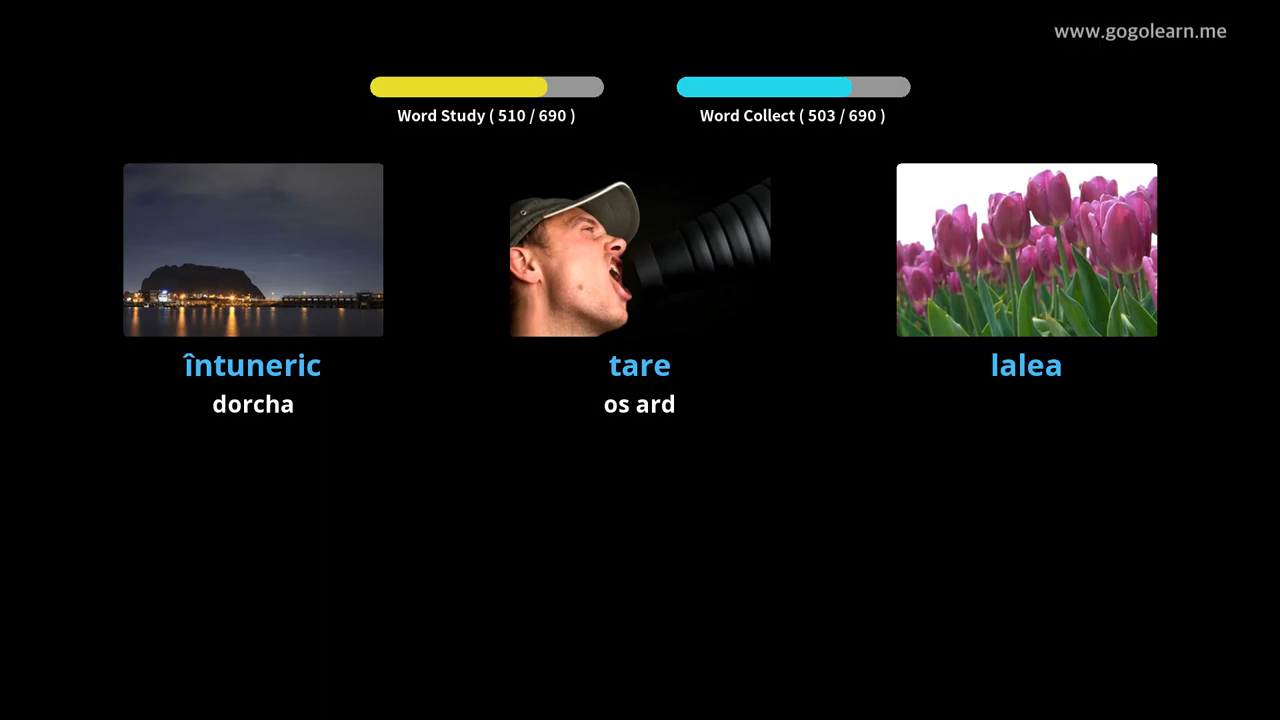 www.gogolearn.me
Word Study ( 510 / 690 )
Word Collect ( 503 / 690 )
întuneric
tare
lalea
dorcha
os ard